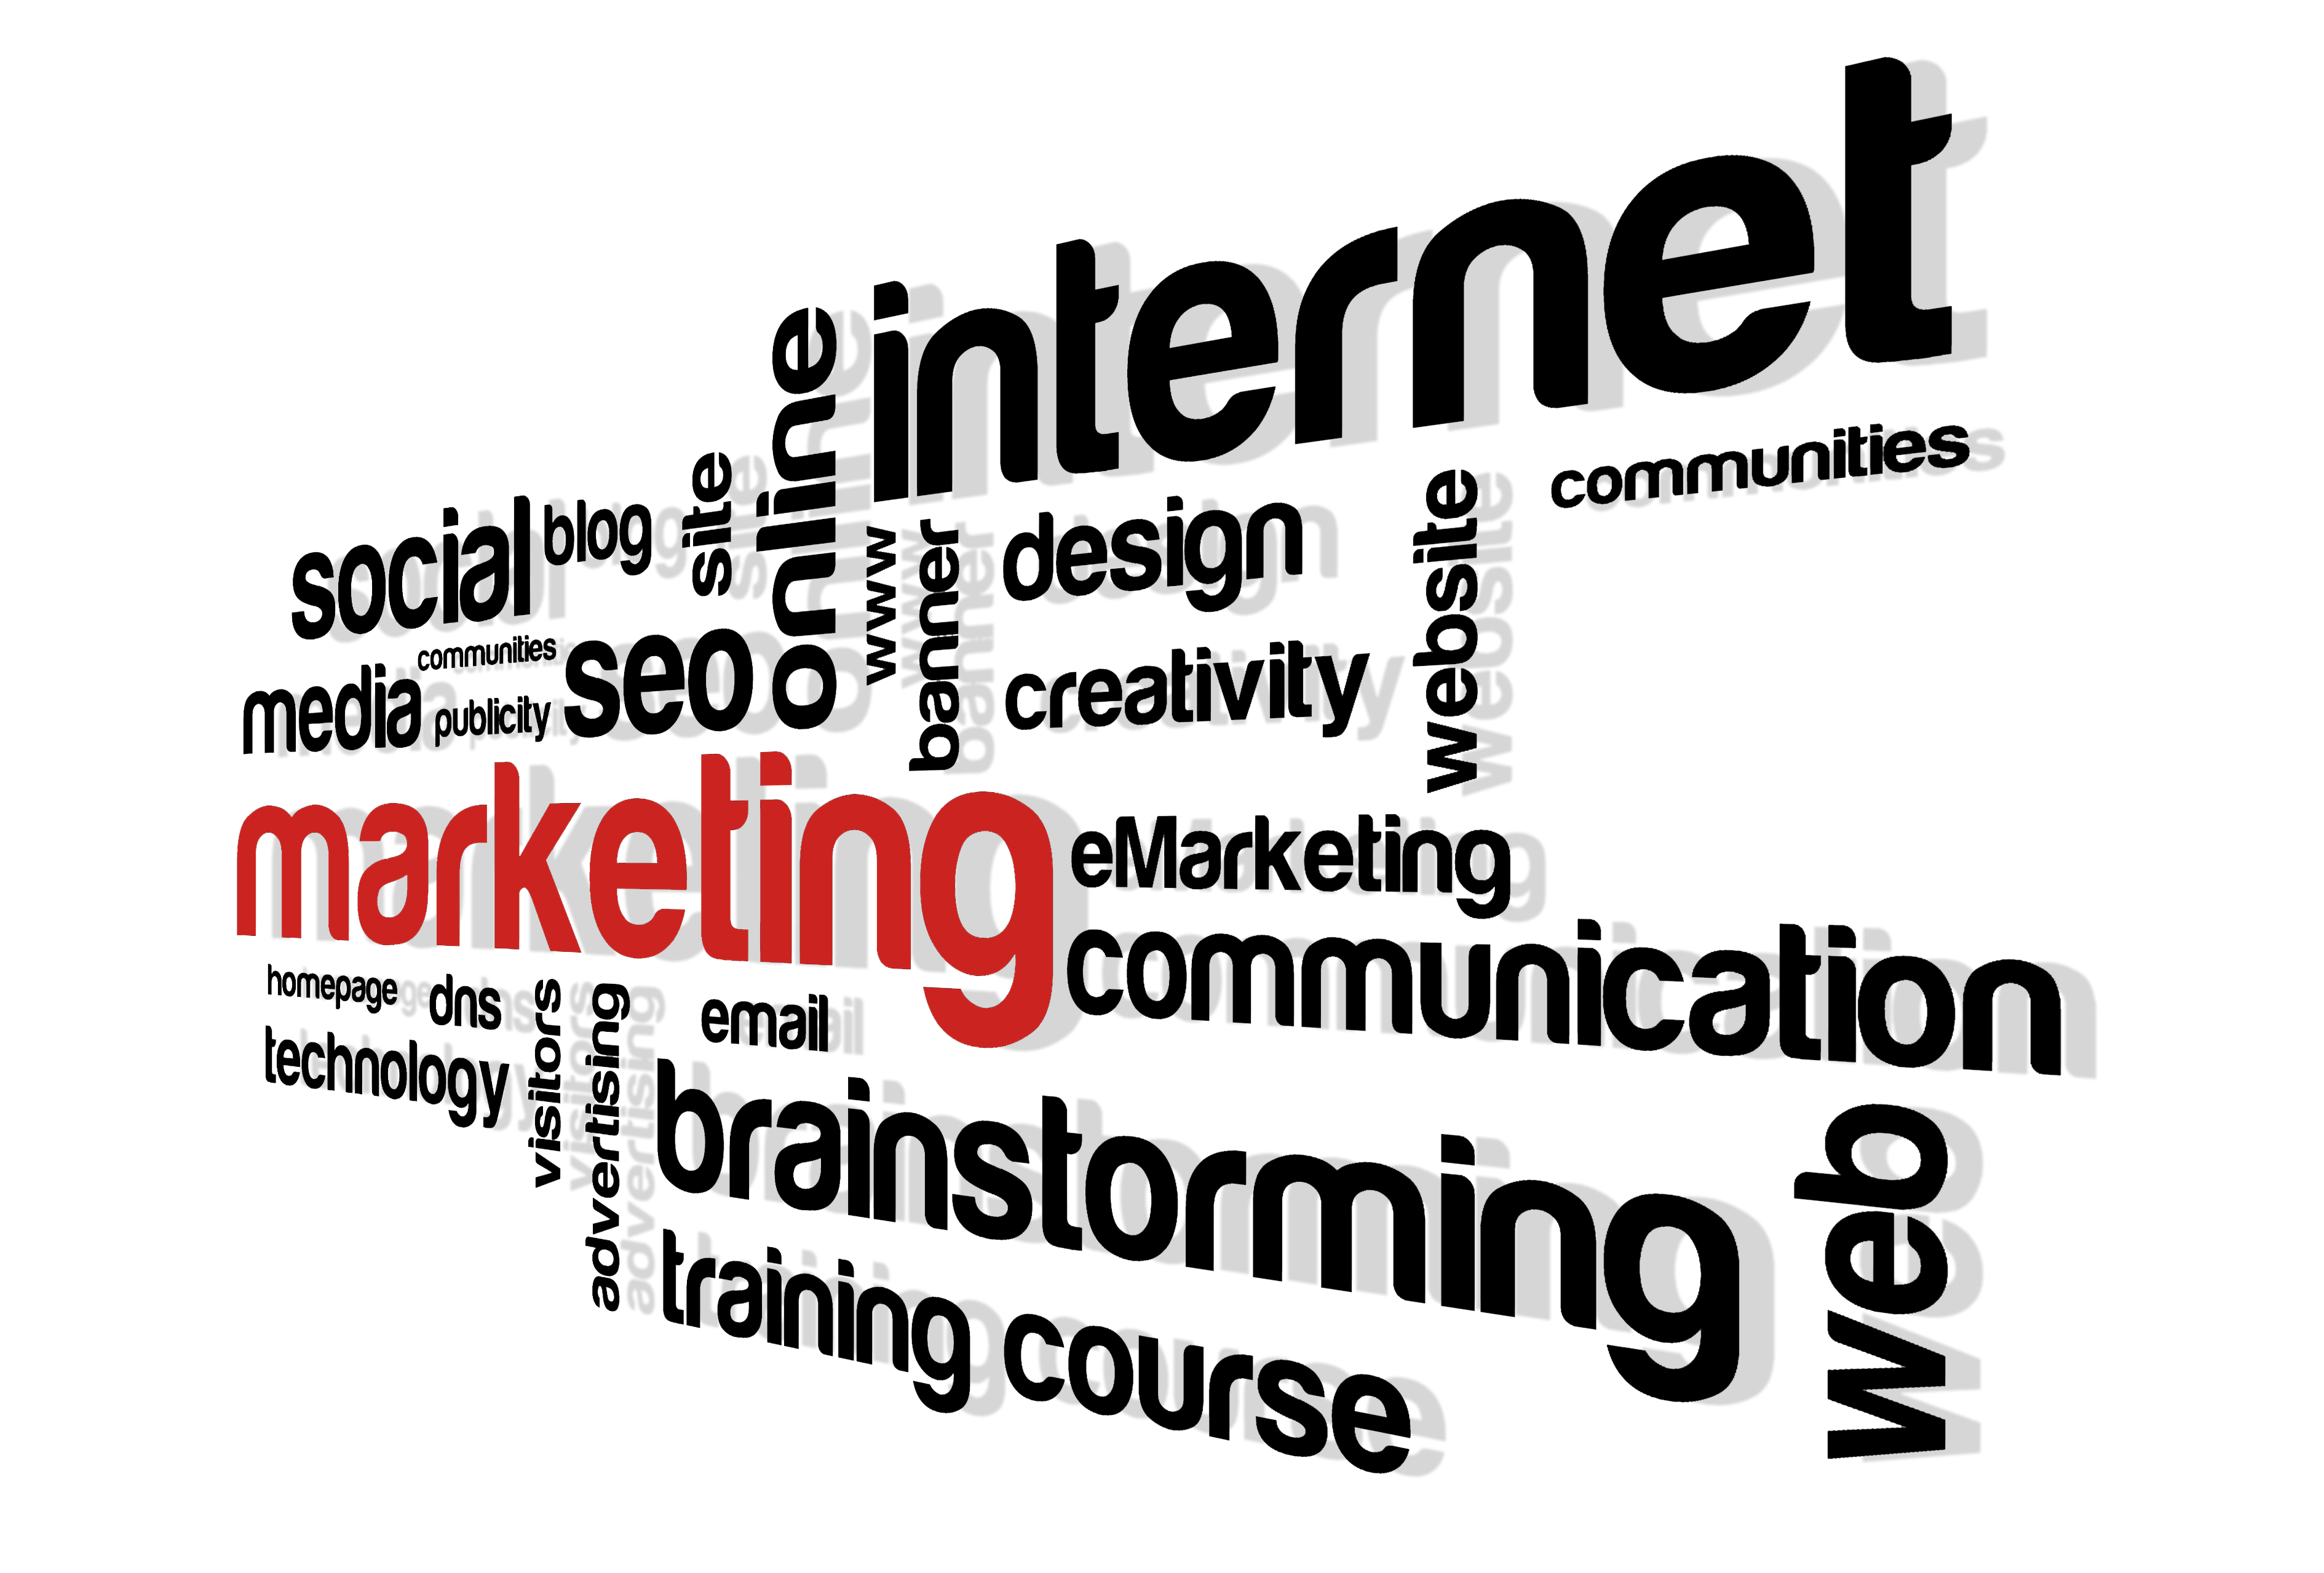 internet
communities
online
site
blog
social
www
banner
design
website
communities
seo
creativity
media
publicity
marketing
eMarketing
communication
homepage
dns
visitors
advertising
email
technology
brainstorming
web
training course